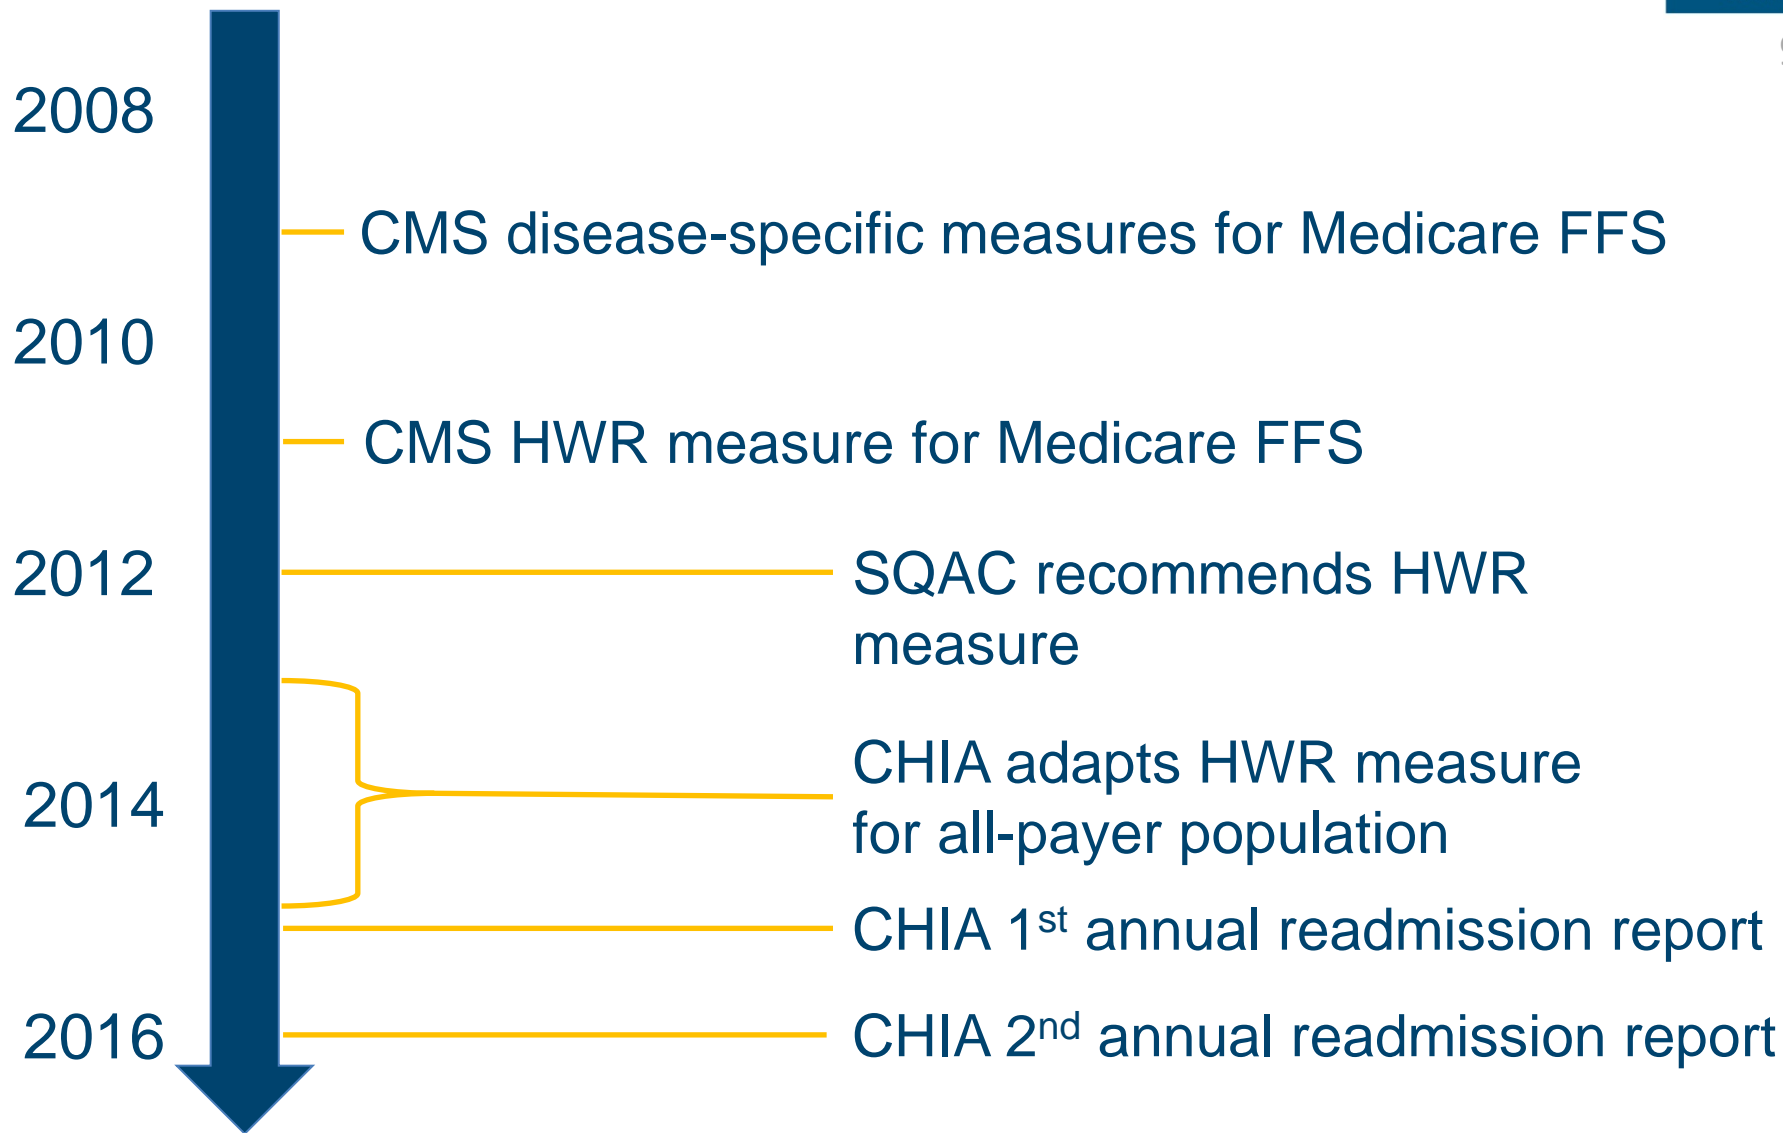 2008
CMS disease-specific measures for Medicare FFS
2010
CMS HWR measure for Medicare FFS
2012
SQAC recommends HWR
measure
2014
CHIA adapts HWR measure
for all-payer population
CHIA 1st annual readmission report
2016
CHIA 2nd annual readmission report